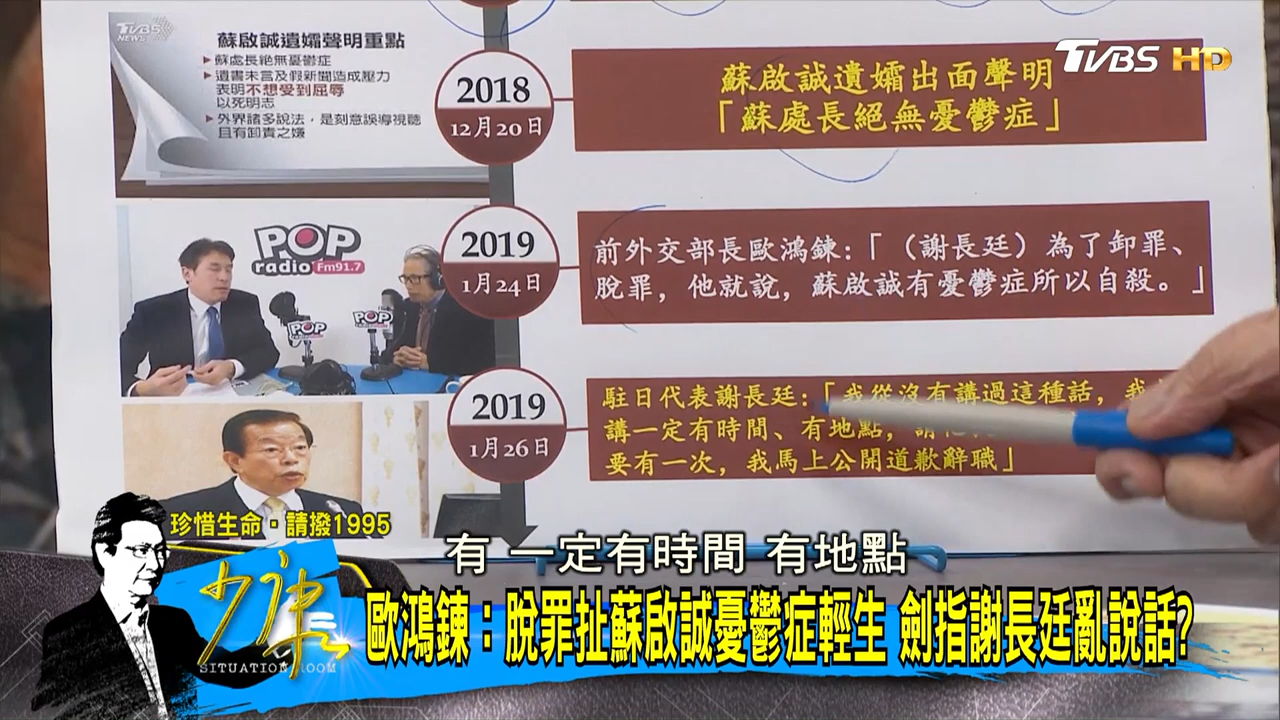 TVBS NEWS
蘇啟誠遺孀聲明重點
蘇處長絕無憂鬱症
遺書未言及假新聞造成壓力
表明不想受到屈辱
以死明志
外界諸多說法，是刻意誤導視聽
且有卸責之嫌
2018
12月20日
蘇啟誠遺孀出面聲明
「蘇處長絕無憂鬱症」
TVBS HD
POP
radio Fm91.7
POP
POP
2019
1月24日
前外交部長歐鴻鍊:「（謝長廷）為了卸罪、
脫罪，他就說，蘇啟誠有憂鬱症所以自殺。」
2019
1月26日
駐日代表謝長廷:「我從沒有講過這種話，我
講一定有時間、有地點，請
要有一次，我馬上公開道歉辭職」
珍惜生命·請撥1995
少康
SITUATION ROOM
有 一定有時間 有地點
歐鴻鍊：脫罪扯蘇啟誠憂鬱症輕生 劍指謝長廷亂說話?